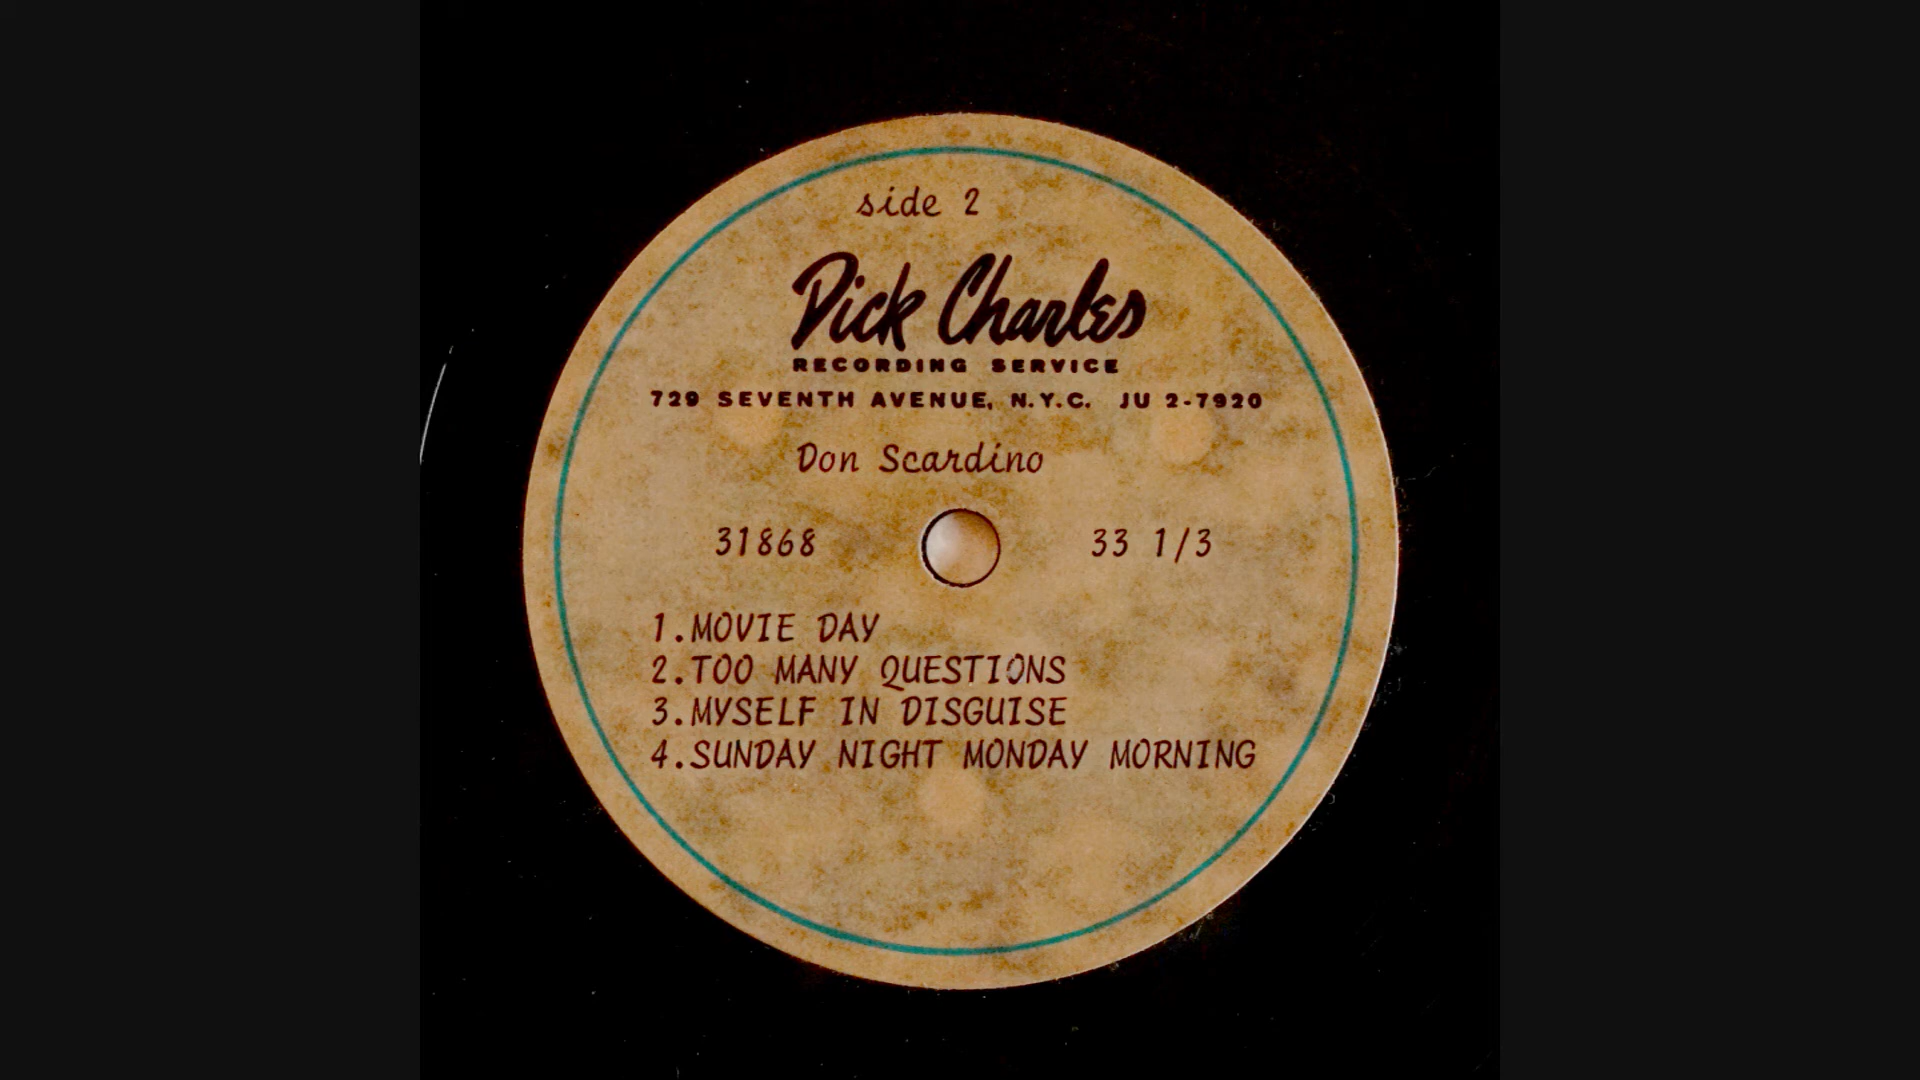 side 2
Dick Charles
RECORDING SERVICE
729 SEVENTH AVENUE, N.Y.C. JU 2-7920
Don Scardino
31868 33 1/3
1.MOVIE DAY
2.TOO MANY QUESTIONS
3.MYSELF IN DISGUISE
4.SUNDAY NIGHT MONDAY MORNING